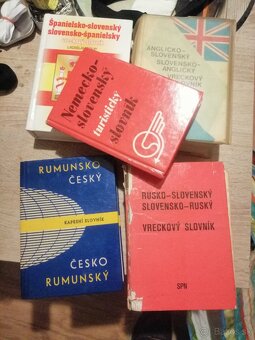 Španielsko-slovenský
slovensko-španielsky
ANGLICKO-
SLOVENSKÝ
SLOVENSKO-
ANGLICKÝ
VRECKOVÝ
SLOVNÍK
Nemecko-
slovenský
turistický
slovník
RUMUNSKO
ČESKÝ
KAPESNÍ SLOVNÍK
ČESKO
RUMUNSKÝ
RUSKO-SLOVENSKÝ
SLOVENSKO-RUSKÝ
VRECKOVÝ SLOVNÍK
SPN